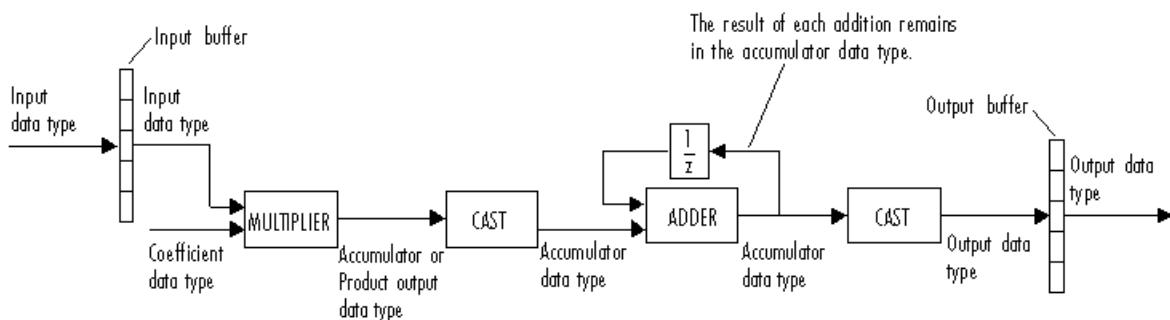 The result of each addition remains
in the accumulator data type.
Input buffer
Input
data type
Input
data type
Output buffer
1
z
Output data
type
MULTIPLIER
CAST
ADDER
CAST
Coefficient
data type
Accumulator or
Product output
data type
Accumulator
data type
Accumulator
data type
Output data
type